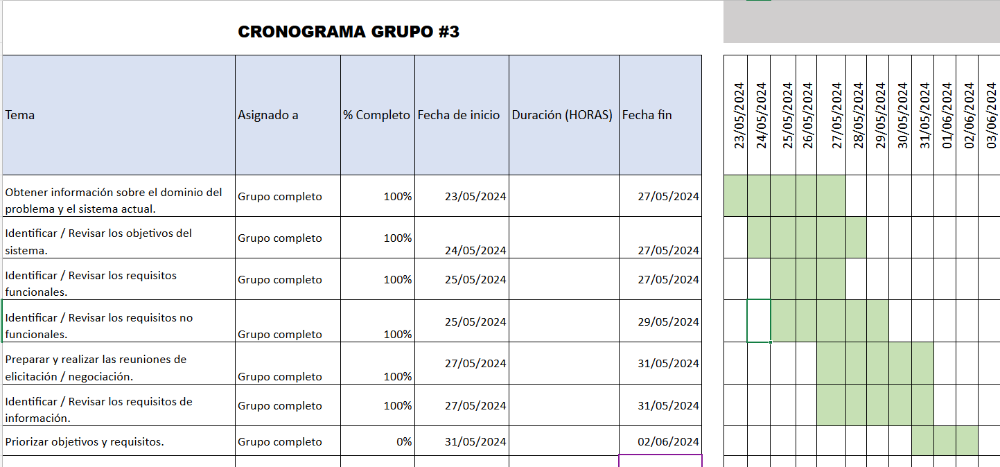 CRONOGRAMA GRUPO #3
Tema
Asignado a
% Completo
Fecha de inicio
Duración (HORAS)
Fecha fin
23/05/2024
24/05/2024
25/05/2024
26/05/2024
27/05/2024
28/05/2024
29/05/2024
30/05/2024
31/05/2024
01/06/2024
02/06/2024
03/06/2024
Obtener información sobre el dominio del
problema y el sistema actual.
Grupo completo
100%
23/05/2024
27/05/2024
Identificar / Revisar los objetivos del
sistema.
Grupo completo
100%
24/05/2024
27/05/2024
Identificar / Revisar los requisitos
funcionales.
Grupo completo
100%
25/05/2024
27/05/2024
Identificar / Revisar los requisitos no
funcionales.
Grupo completo
100%
25/05/2024
29/05/2024
Preparar y realizar las reuniones de
elicitación / negociación.
Grupo completo
100%
27/05/2024
31/05/2024
Identificar / Revisar los requisitos de
información.
Grupo completo
100%
27/05/2024
31/05/2024
Priorizar objetivos y requisitos.
Grupo completo
0%
31/05/2024
02/06/2024